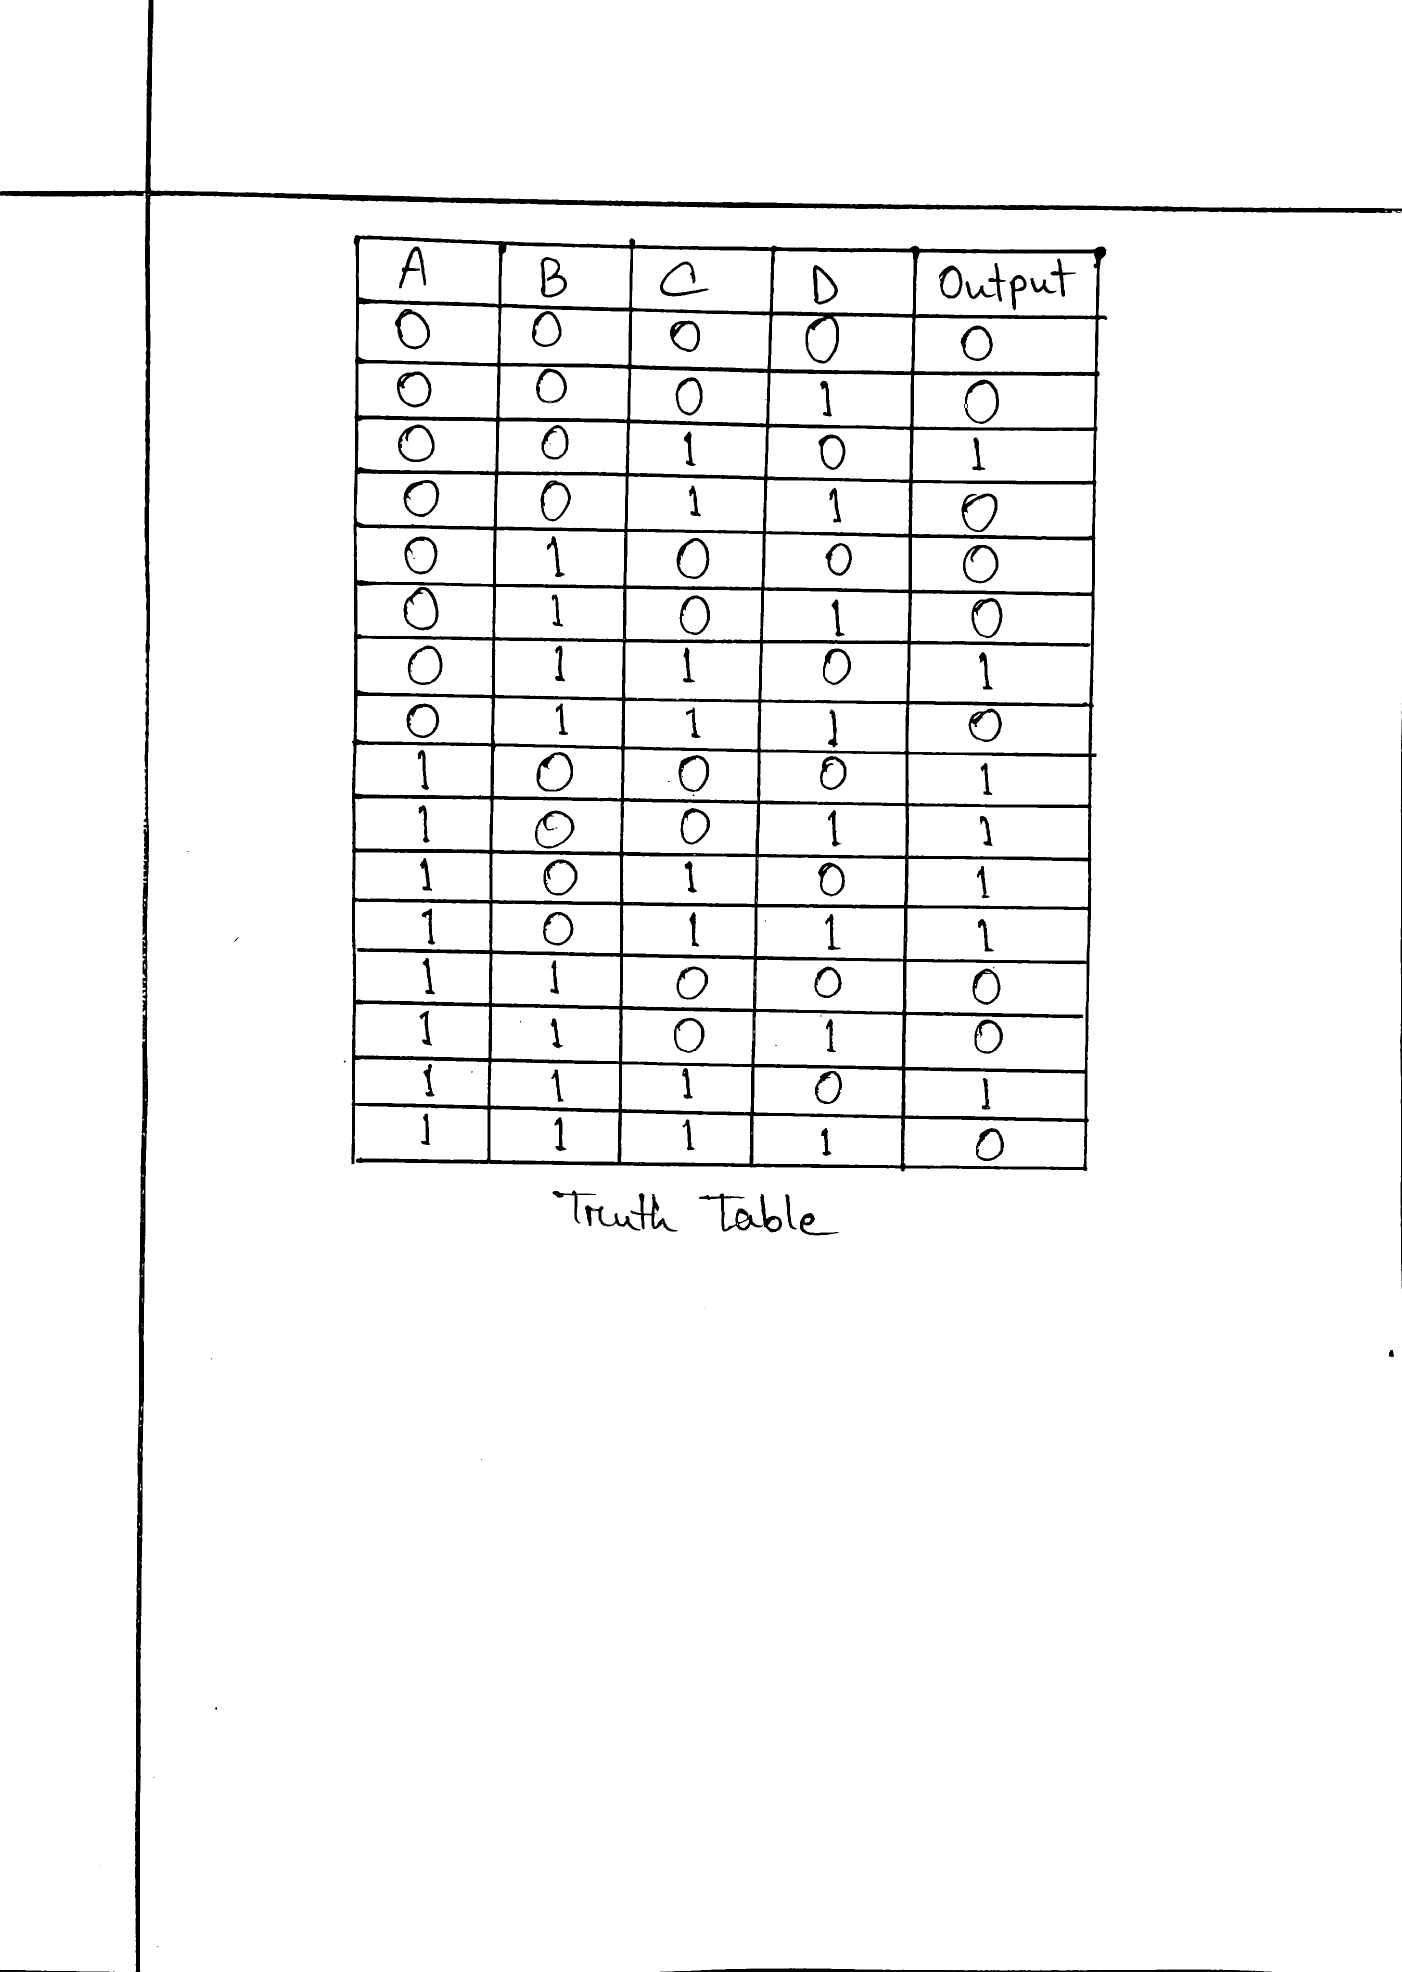 A B C D Output
0 0 0 0 0
0 0 0 1 0
0 0 1 0 1
0 0 1 1 0
0 1 0 0 0
0 1 0 1 0
0 1 1 0 1
0 1 1 1 0
1 0 0 0 1
1 0 0 1 1
1 0 1 0 1
1 0 1 1 1
1 1 0 0 0
1 1 0 1 0
1 1 1 0 1
1 1 1 1 0
Truth Table